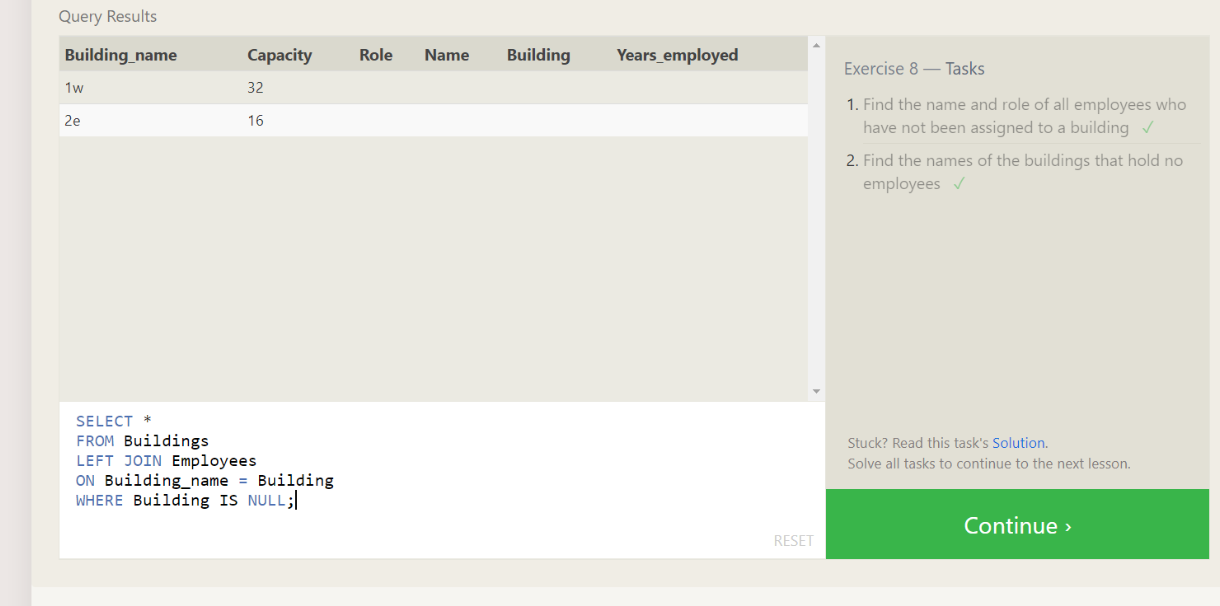 Query Results
Building_name Capacity Role Name Building Years_employed
1w 32
2e 16
Exercise 8 — Tasks
1. Find the name and role of all employees who
have not been assigned to a building ✓
2. Find the names of the buildings that hold no
employees ✓
Stuck? Read this task's Solution.
Solve all tasks to continue to the next lesson.
SELECT *
FROM Buildings
LEFT JOIN Employees
ON Building_name = Building
WHERE Building IS NULL;
RESET
Continue ›